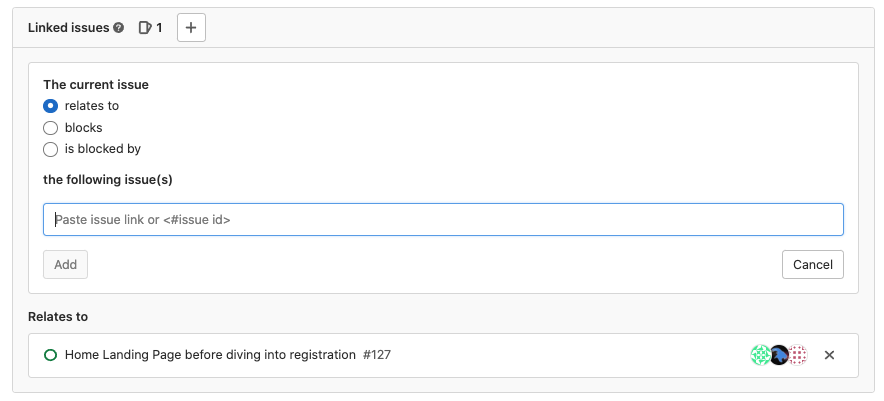 Linked issues ? 1 +
The current issue
relates to
blocks
is blocked by
the following issue(s)
Paste issue link or <#issue id>
Add Cancel
Relates to
Home Landing Page before diving into registration #127